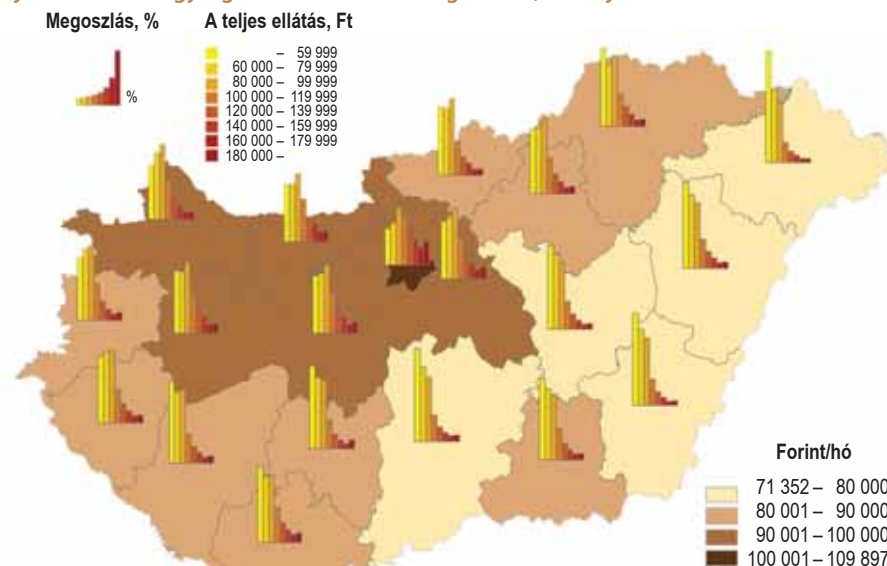 Megoszlás, %
A teljes ellátás, Ft
– 59 999
60 000 – 79 999
80 000 – 99 999
100 000 – 119 999
120 000 – 139 999
140 000 – 159 999
160 000 – 179 999
180 000 –
%
Forint/hó
71 352 – 80 000
80 001 – 90 000
90 001 – 100 000
100 001 – 109 897